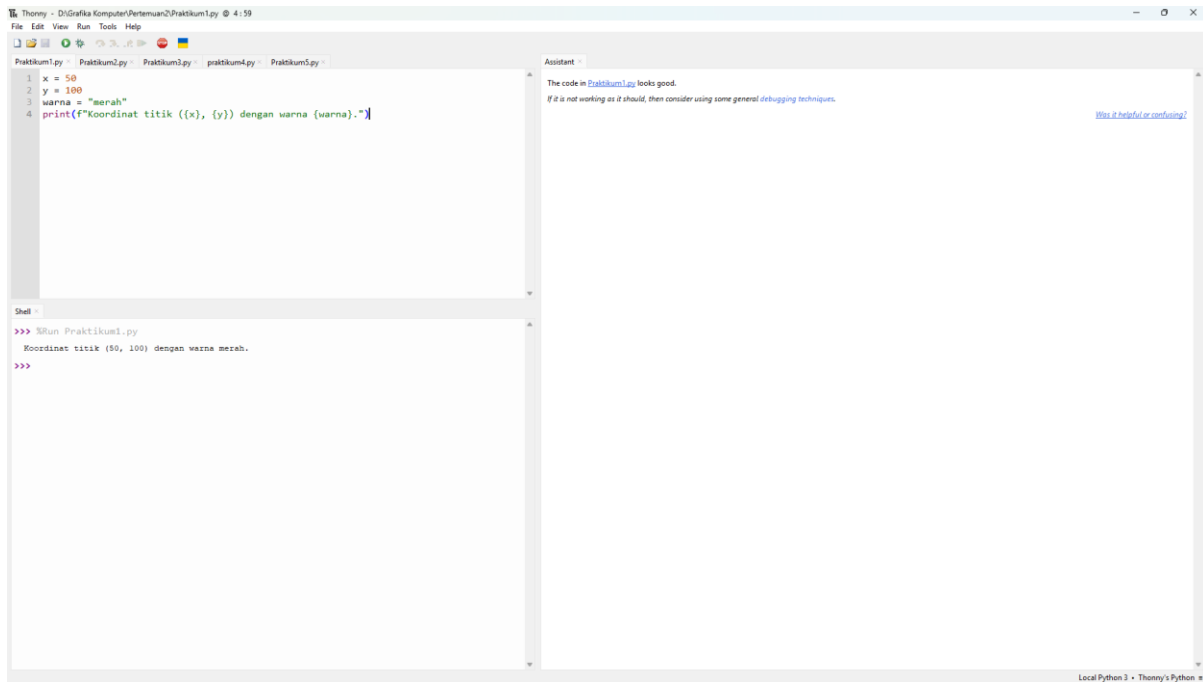 Thonny - D:\Grafika Komputer\Pertemuan2\Praktikum1.py @ 4:59
File Edit View Run Tools Help
STOP
Praktikum1.py × Praktikum2.py × Praktikum3.py × praktikum4.py × Praktikum5.py ×
1 x = 50
2 y = 100
3 warna = "merah"
4 print(f"Koordinat titik ({x}, {y}) dengan warna {warna}.")
Shell ×
>>> %Run Praktikum1.py
Koordinat titik (50, 100) dengan warna merah.
>>>
Assistant ×
The code in Praktikum1.py looks good.
If it is not working as it should, then consider using some general debugging techniques.
Was it helpful or confusing?
Local Python 3 • Thonny's Python ≡